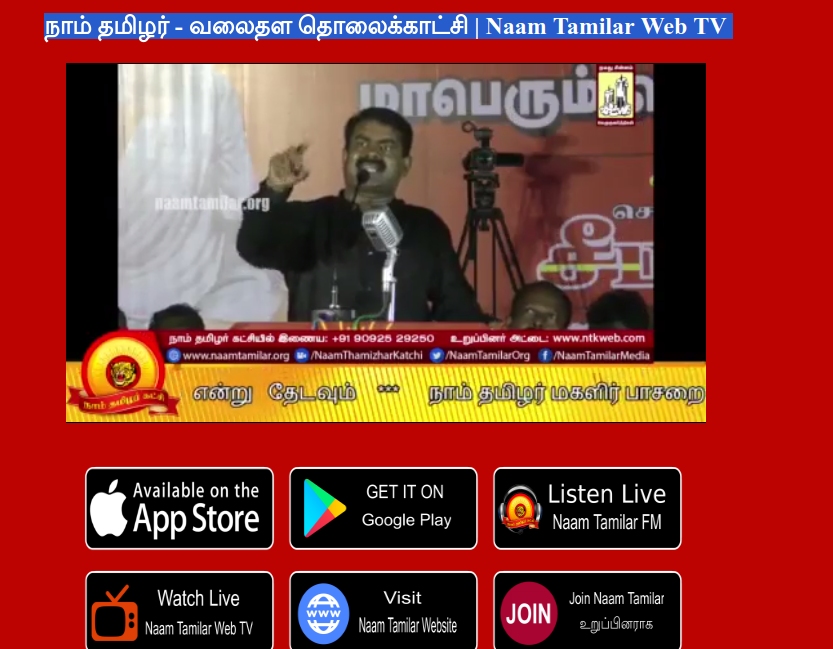 நாம் தமிழர் - வலைதள தொலைக்காட்சி | Naam Tamilar Web TV
மாபெரும்
naamtamilar.org
சீமா
நாம் தமிழர் கட்சியில் இணைய: +91 90925 29250 உறுப்பினர் அட்டை: www.ntkweb.com
www.naamtamilar.org /NaamThamizharKatchi /NaamTamilarOrg /NaamTamilarMedia
நாம் தமிழர் கட்சி
என்று தேடவும் *** நாம் தமிழர் மகளிர் பாசறை
Available on the
App Store
GET IT ON
Google Play
Listen Live
Naam Tamilar FM
Watch Live
Naam Tamilar Web TV
Visit
www
Naam Tamilar Website
JOIN
Join Naam Tamilar
உறுப்பினராக